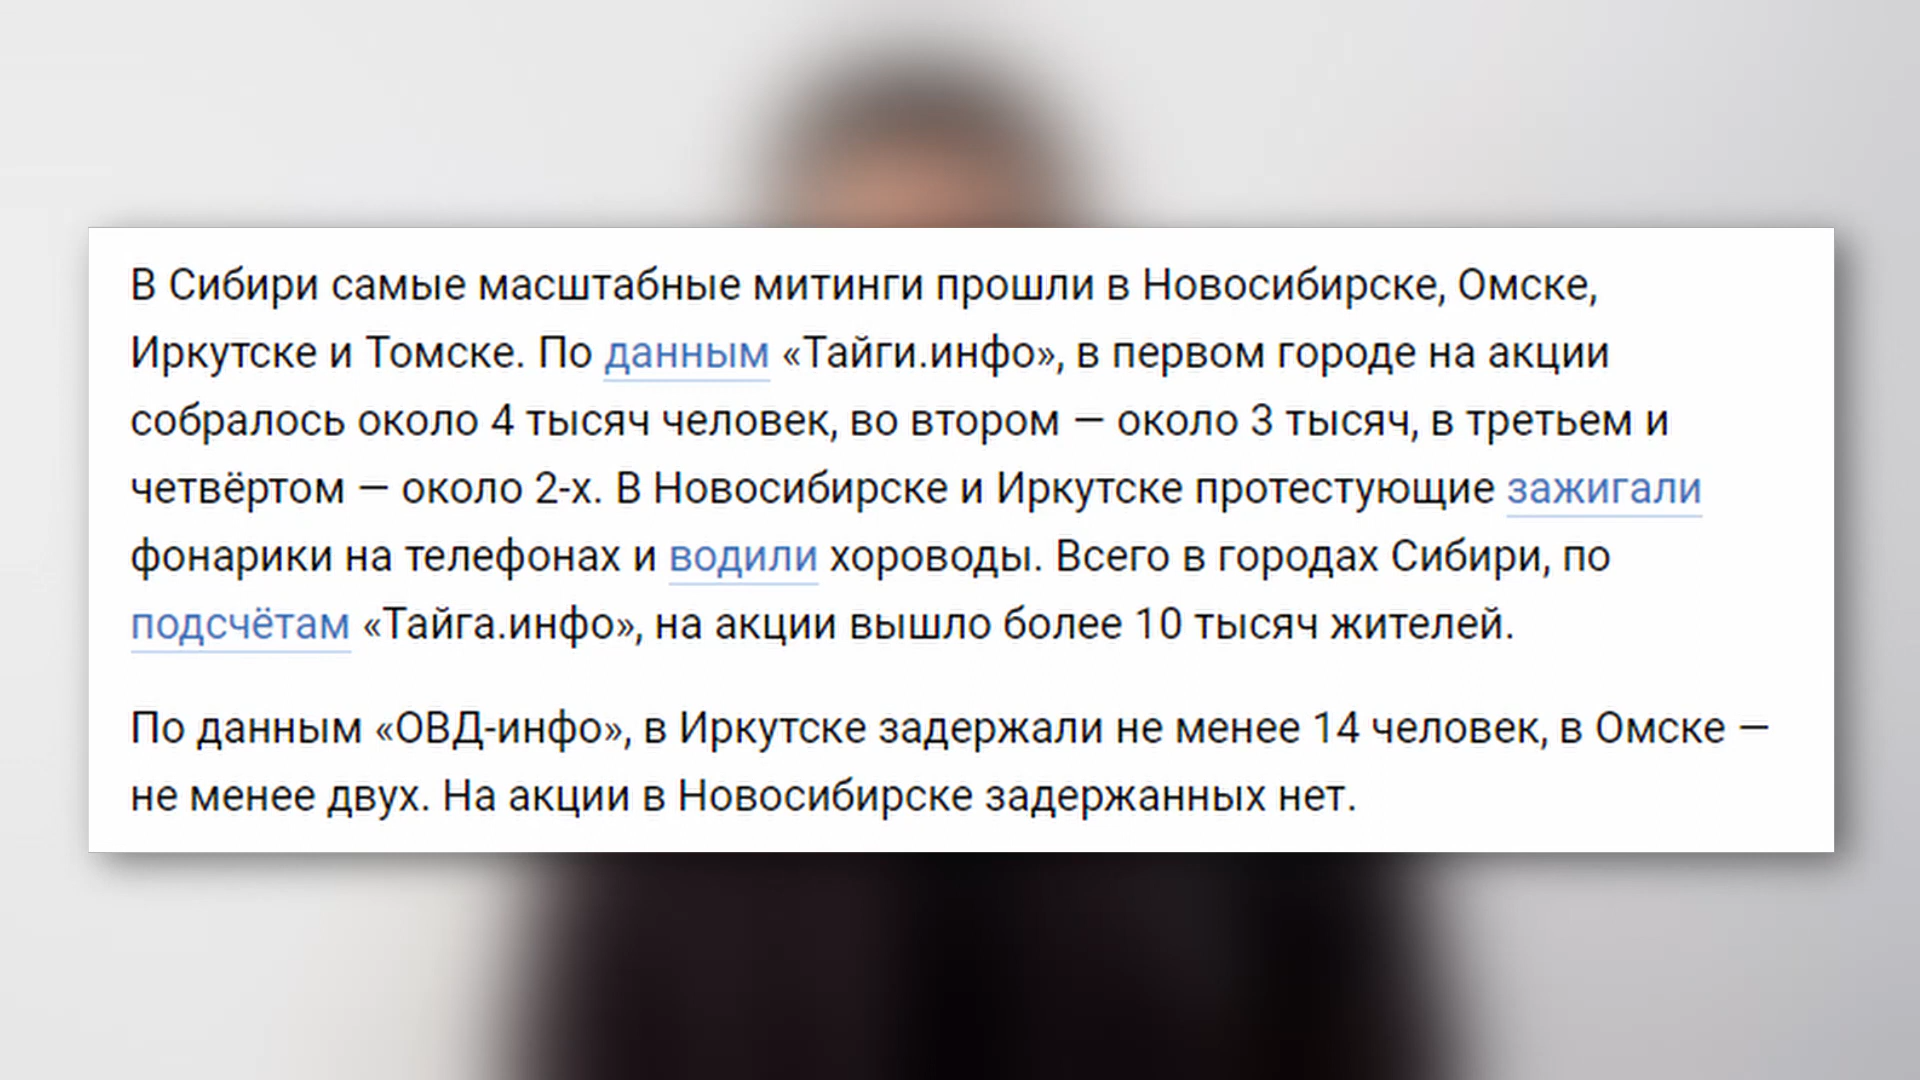 В Сибири самые масштабные митинги прошли в Новосибирске, Омске,
Иркутске и Томске. По данным «Тайги.инфо», в первом городе на акции
собралось около 4 тысяч человек, во втором — около 3 тысяч, в третьем и
четвёртом — около 2-х. В Новосибирске и Иркутске протестующие зажигали
фонарики на телефонах и водили хороводы. Всего в городах Сибири, по
подсчётам «Тайга.инфо», на акции вышло более 10 тысяч жителей.
По данным «ОВД-инфо», в Иркутске задержали не менее 14 человек, в Омске —
не менее двух. На акции в Новосибирске задержанных нет.